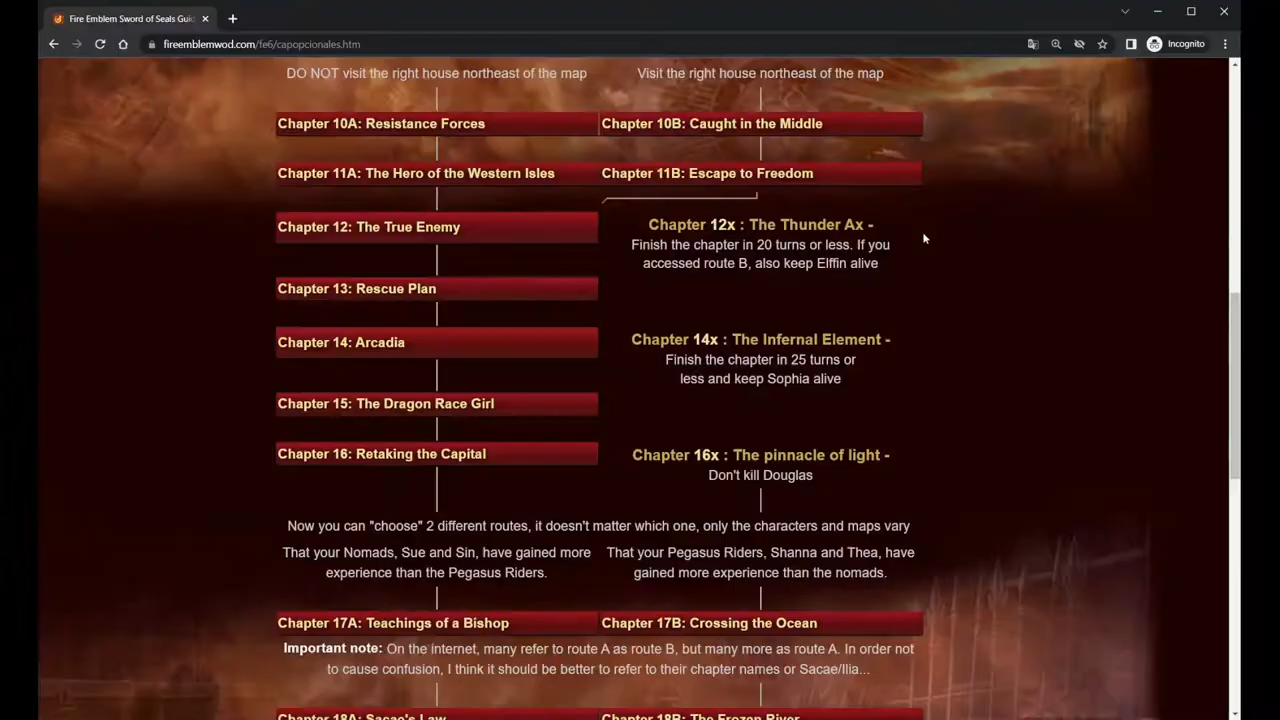 Fire Emblem Sword of Seals Gui
fireemblemwod.com/fe6/capopcionales.htm
Incognito
DO NOT visit the right house northeast of the map
Visit the right house northeast of the map
Chapter 10A: Resistance Forces
Chapter 10B: Caught in the Middle
Chapter 11A: The Hero of the Western Isles
Chapter 11B: Escape to Freedom
Chapter 12: The True Enemy
Chapter 12x : The Thunder Ax -
Finish the chapter in 20 turns or less. If you
accessed route B, also keep Elffin alive
Chapter 13: Rescue Plan
Chapter 14: Arcadia
Chapter 14x : The Infernal Element -
Finish the chapter in 25 turns or
less and keep Sophia alive
Chapter 15: The Dragon Race Girl
Chapter 16: Retaking the Capital
Chapter 16x : The pinnacle of light -
Don't kill Douglas
Now you can "choose" 2 different routes, it doesn't matter which one, only the characters and maps vary
That your Nomads, Sue and Sin, have gained more
experience than the Pegasus Riders.
That your Pegasus Riders, Shanna and Thea, have
gained more experience than the nomads.
Chapter 17A: Teachings of a Bishop
Chapter 17B: Crossing the Ocean
Important note: On the internet, many refer to route A as route B, but many more as route A. In order not
to cause confusion, I think it should be better to refer to their chapter names or Sacae/Ilia...
Chapter 18A: Sacae's Law
Chapter 18B: The Frozen River